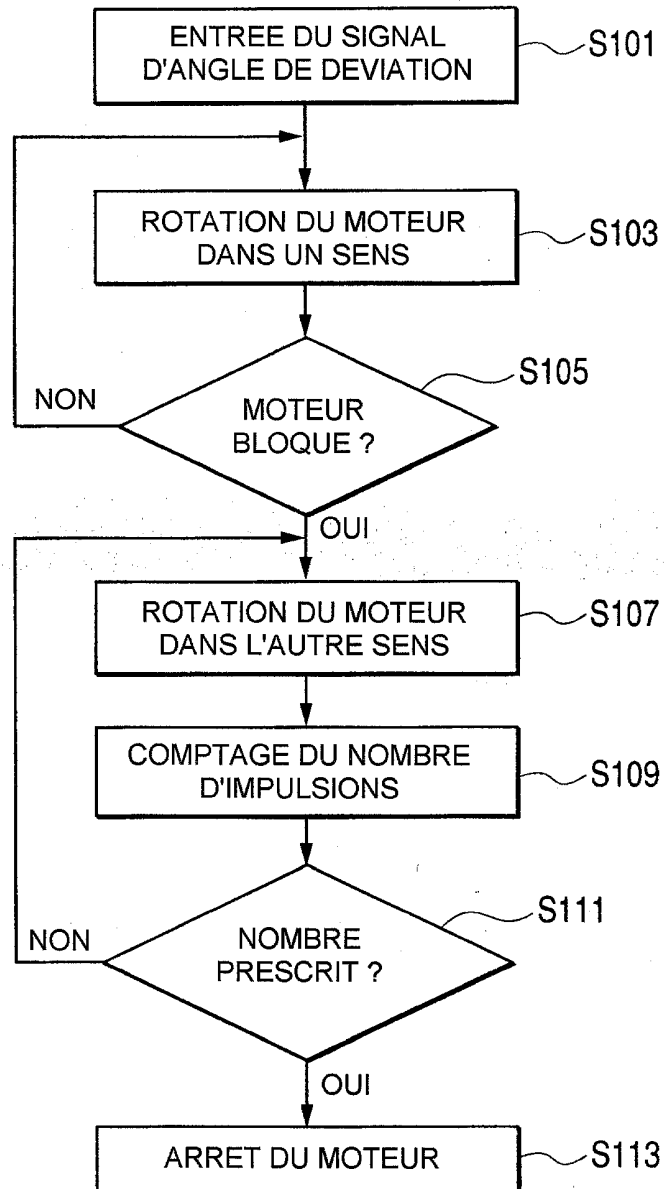 ENTREE DU SIGNAL
D'ANGLE DE DEVIATION
S101
ROTATION DU MOTEUR
DANS UN SENS
S103
S105
NON
MOTEUR
BLOQUE ?
OUI
ROTATION DU MOTEUR
DANS L'AUTRE SENS
S107
COMPTAGE DU NOMBRE
D'IMPULSIONS
S109
S111
NON
NOMBRE
PRESCRIT ?
OUI
ARRET DU MOTEUR
S113